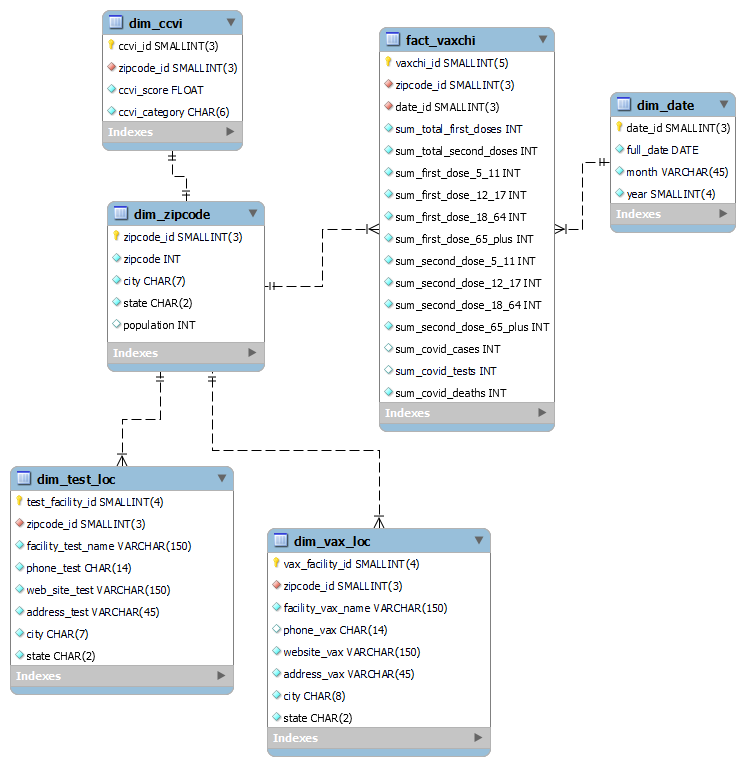 dim_ccvi
ccvi_id SMALLINT(3)
zipcode_id SMALLINT(3)
ccvi_score FLOAT
ccvi_category CHAR(6)
Indexes
fact_vaxchi
vaxchi_id SMALLINT(5)
zipcode_id SMALLINT(3)
date_id SMALLINT(3)
sum_total_first_doses INT
sum_total_second_doses INT
sum_first_dose_5_11 INT
sum_first_dose_12_17 INT
sum_first_dose_18_64 INT
sum_first_dose_65_plus INT
sum_second_dose_5_11 INT
sum_second_dose_12_17 INT
sum_second_dose_18_64 INT
sum_second_dose_65_plus INT
sum_covid_cases INT
sum_covid_tests INT
sum_covid_deaths INT
Indexes
dim_date
date_id SMALLINT(3)
full_date DATE
month VARCHAR(45)
year SMALLINT(4)
Indexes
dim_zipcode
zipcode_id SMALLINT(3)
zipcode INT
city CHAR(7)
state CHAR(2)
population INT
Indexes
dim_test_loc
test_facility_id SMALLINT(4)
zipcode_id SMALLINT(3)
facility_test_name VARCHAR(150)
phone_test CHAR(14)
web_site_test VARCHAR(150)
address_test VARCHAR(45)
city CHAR(7)
state CHAR(2)
Indexes
dim_vax_loc
vax_facility_id SMALLINT(4)
zipcode_id SMALLINT(3)
facility_vax_name VARCHAR(150)
phone_vax CHAR(14)
website_vax VARCHAR(150)
address_vax VARCHAR(45)
city CHAR(8)
state CHAR(2)
Indexes